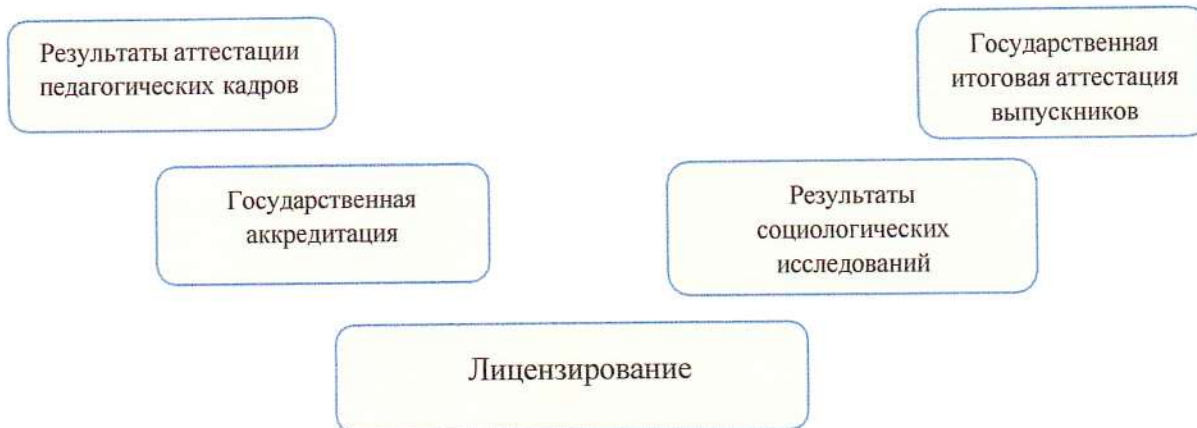 Результаты аттестации
педагогических кадров
Государственная
итоговая аттестация
выпускников
Государственная
аккредитация
Результаты
социологических
исследований
Лицензирование